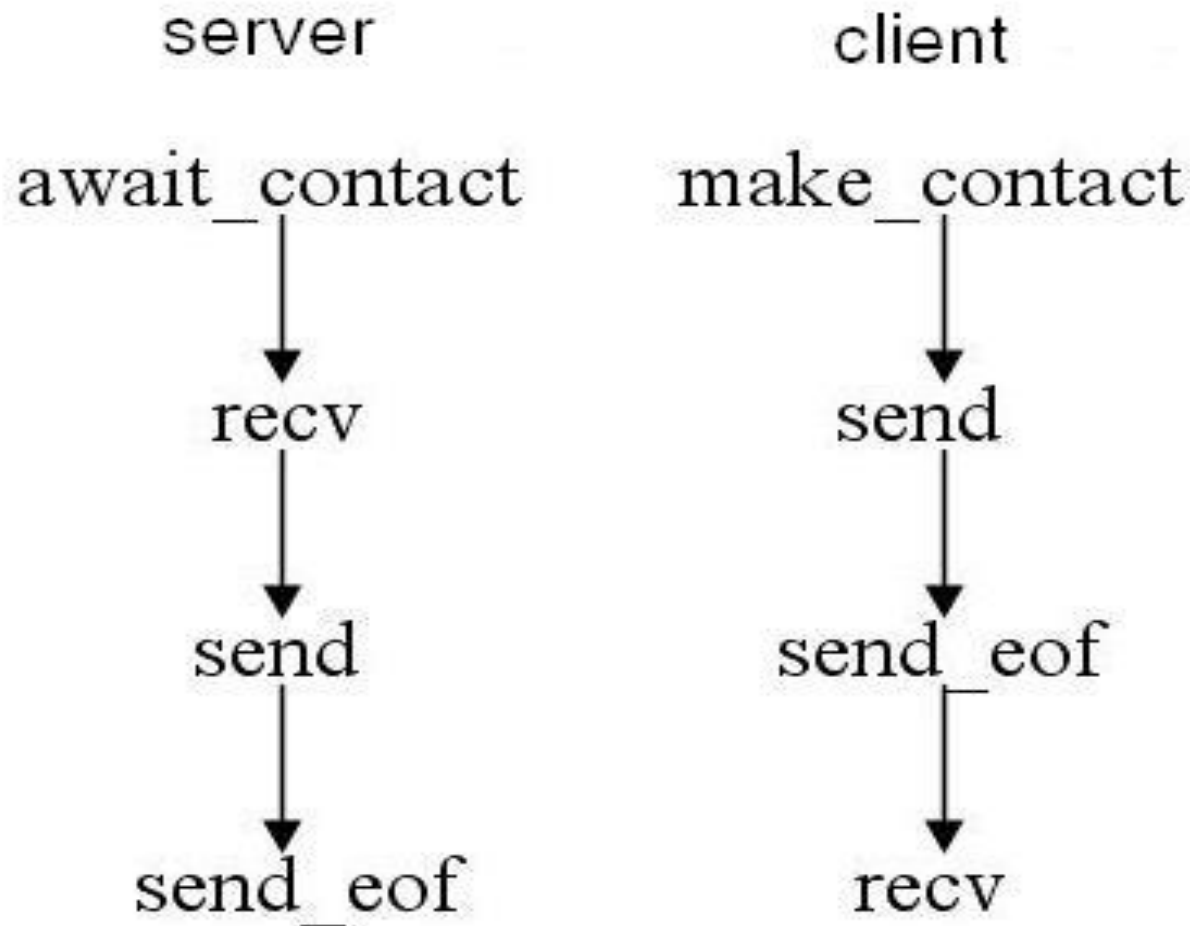 server
client
await_contact
make_contact
recv
send
send
send_eof
send_eof
recv